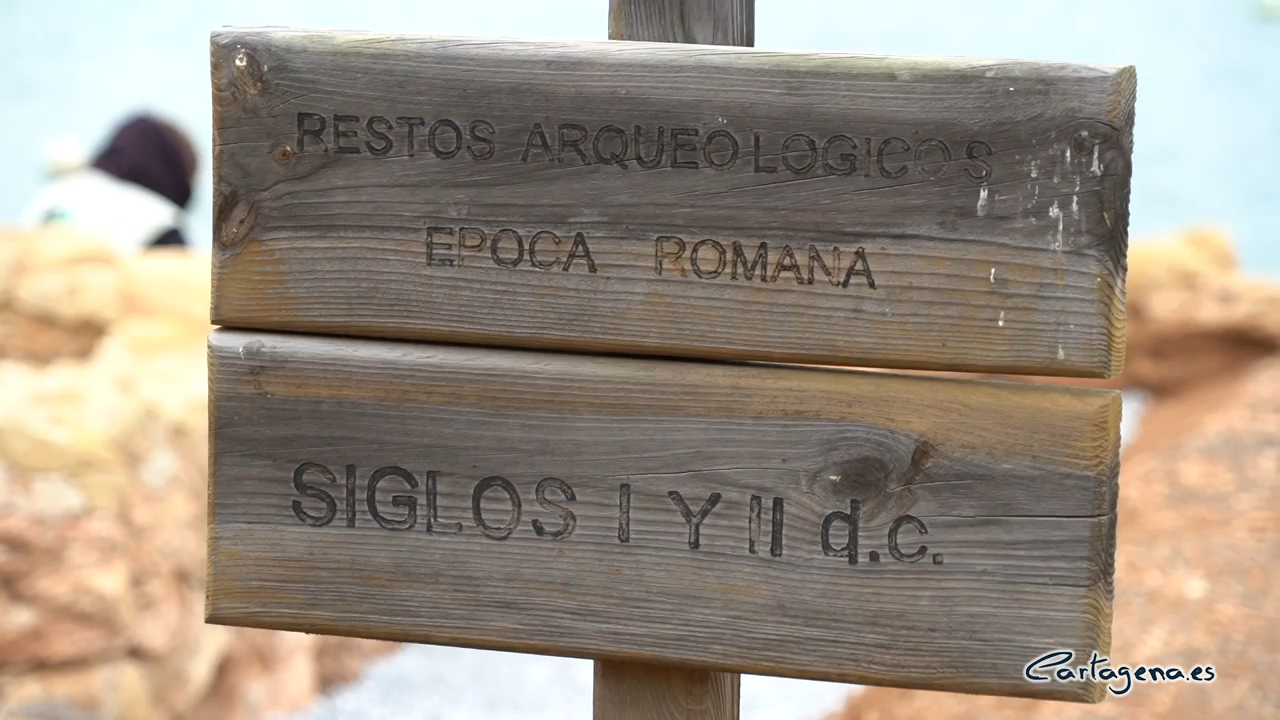 RESTOS ARQUEOLOGICOS
EPOCA ROMANA
SIGLOS I Y II d.c.
Cartagena.es